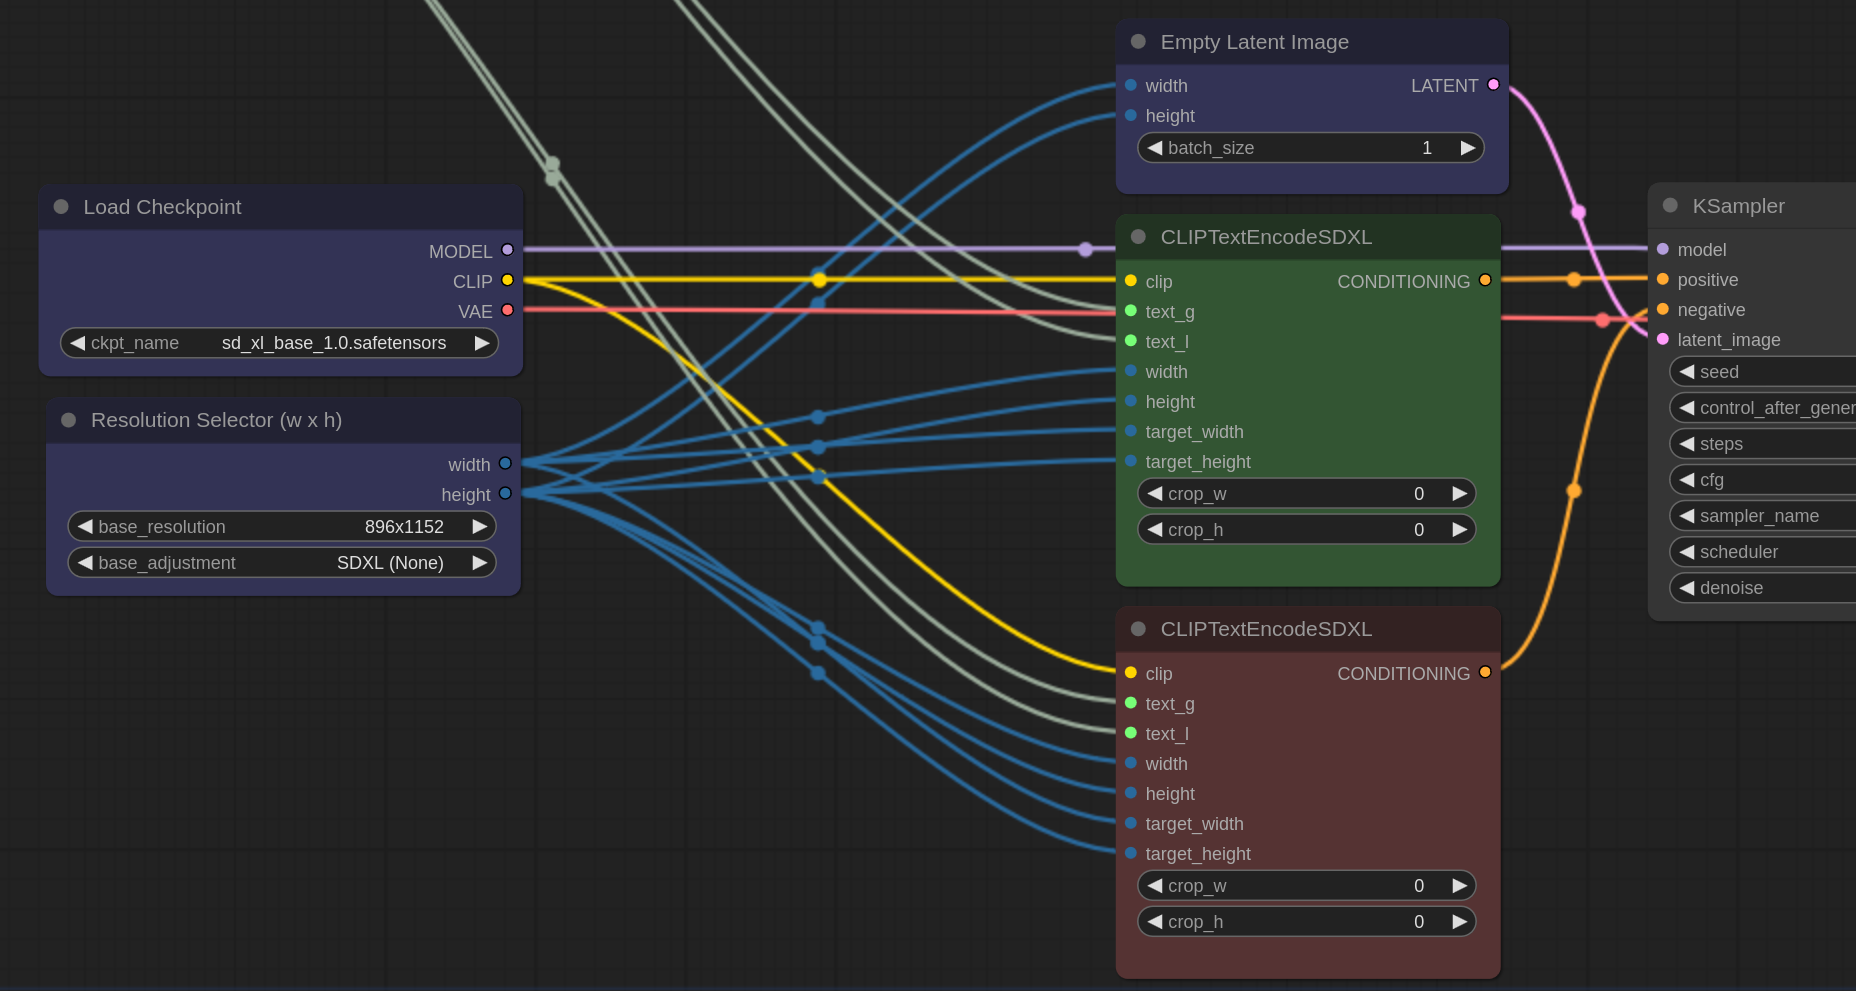 Load Checkpoint
MODEL
CLIP
VAE
ckpt_name sd_xl_base_1.0.safetensors
Resolution Selector (w x h)
width
height
base_resolution 896x1152
base_adjustment SDXL (None)
Empty Latent Image
width LATENT
height
batch_size 1
CLIPTextEncodeSDXL
clip CONDITIONING
text_g
text_l
width
height
target_width
target_height
crop_w 0
crop_h 0
CLIPTextEncodeSDXL
clip CONDITIONING
text_g
text_l
width
height
target_width
target_height
crop_w 0
crop_h 0
KSampler
model
positive
negative
latent_image
seed
control_after_gener
steps
cfg
sampler_name
scheduler
denoise